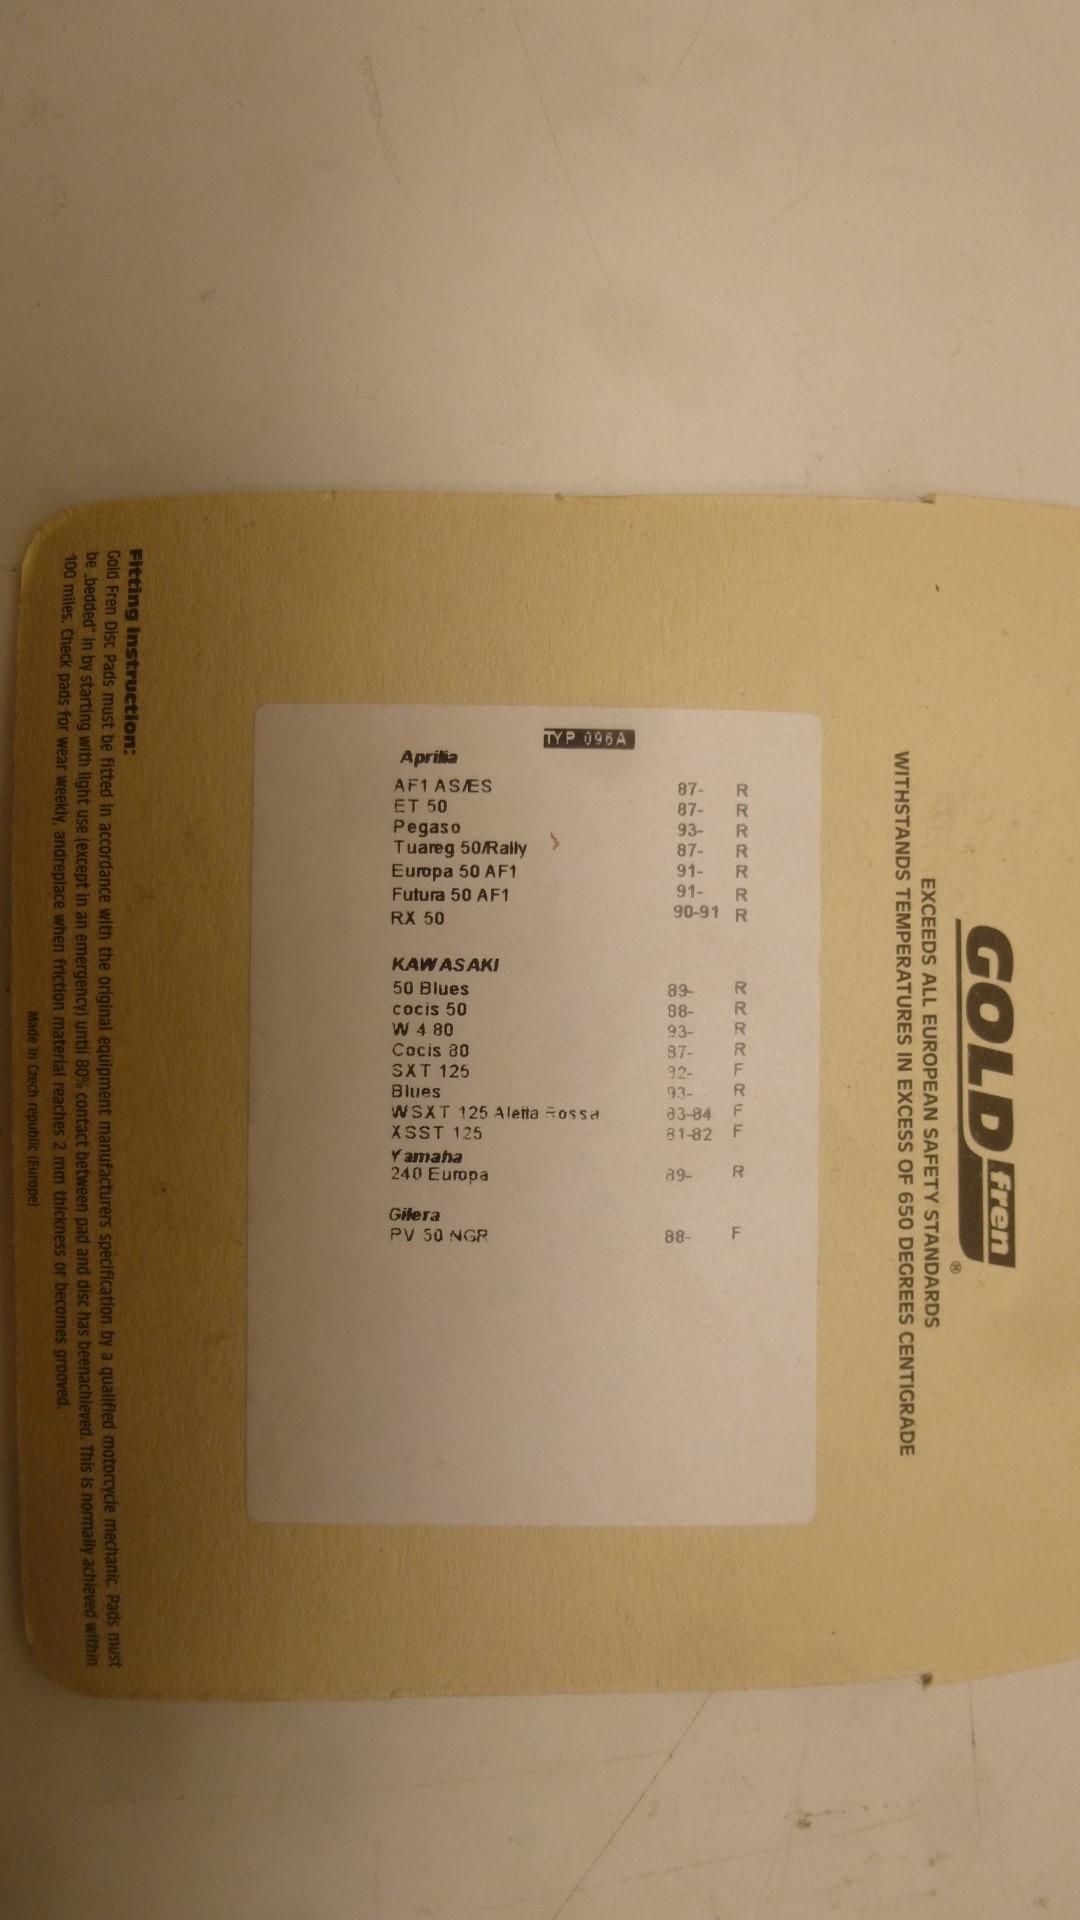 GOLD fren ®
EXCEEDS ALL EUROPEAN SAFETY STANDARDS
WITHSTANDS TEMPERATURES IN EXCESS OF 650 DEGREES CENTIGRADE
TYP 096A
Aprilia
AF1 AS/ES 87- R
ET 50 87- R
Pegaso 93- R
Tuareg 50/Rally 87- R
Europa 50 AF1 91- R
Futura 50 AF1 91- R
RX 50 90-91 R
KAWASAKI
50 Blues 89- R
cocis 50 R
W 4 80 93- R
Cocis 80 R
SXT 125 F
Blues 93- R
WSXT 125 Aletta Rossa 83-84 F
XSST 125 81-82 F
Yamaha
240 Europa 89- R
Gilera
PV 50 NGR 88- F
Fitting instruction:
Gold Fren Disc Pads must be fitted in accordance with the original equipment manufacturers specification by a qualified motorcycle mechanic. Pads must
be „bedded" in by starting with light use (except in an emergency) until 80% contact between pad and disc has beenachieved. This is normally achieved within
100 miles. Check pads for wear weekly, andreplace when friction material reaches 2 mm thickness or becomes grooved.
Made in Czech republic (Europe)